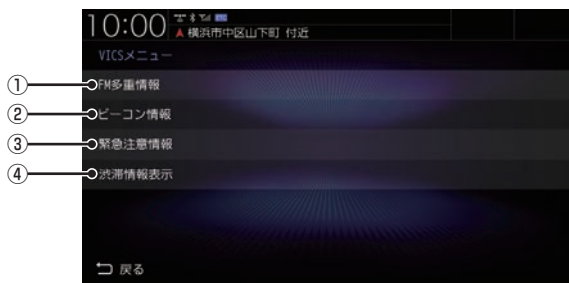 10:00
横浜市中区山下町 付近
VICSメニュー
① FM多重情報
② ビーコン情報
③ 緊急注意情報
④ 渋滞情報表示
戻る